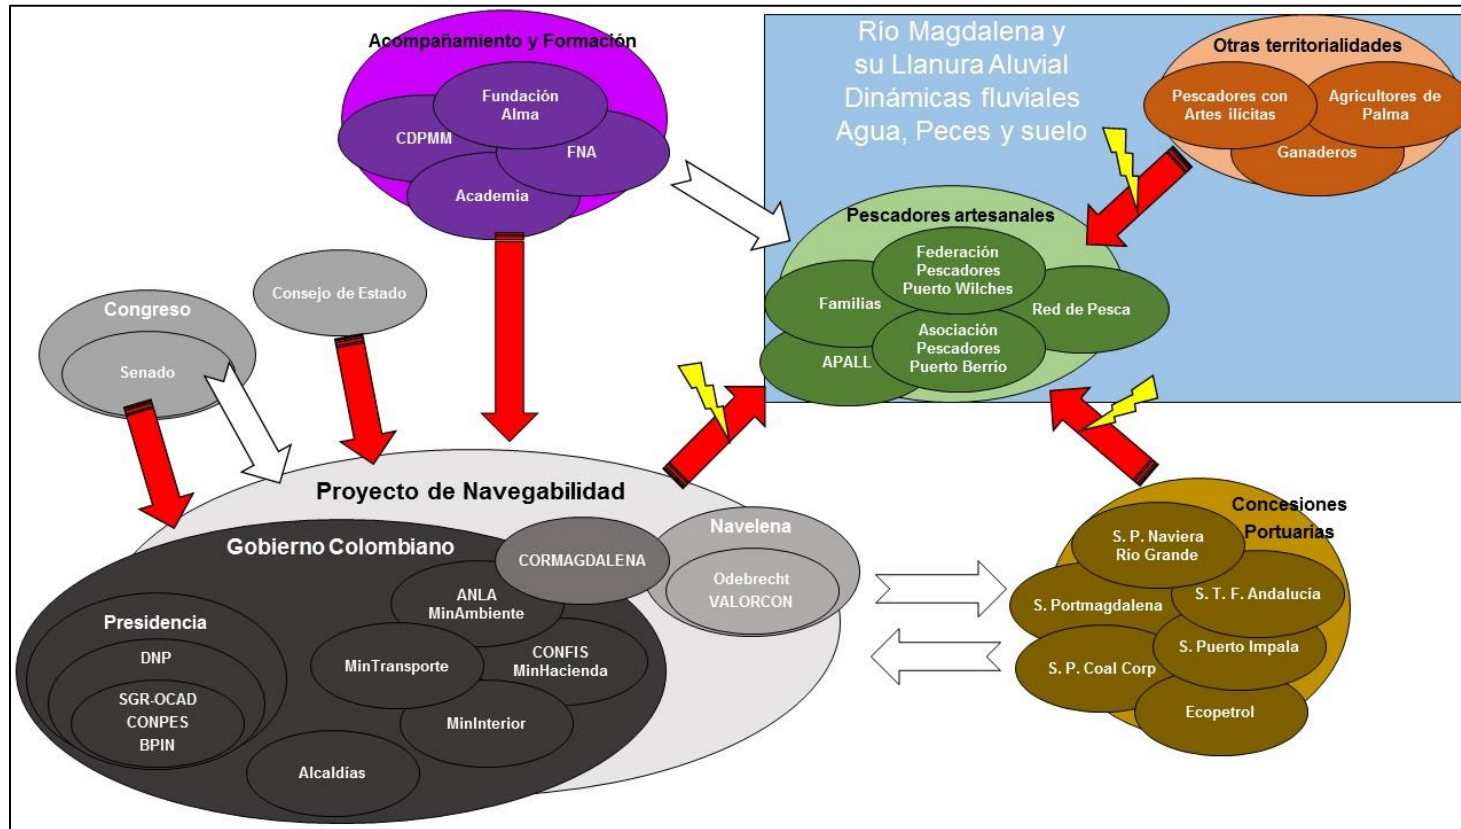 Acompañamiento y Formación
Fundación
Alma
CDPMM
FNA
Academia
Río Magdalena y
su Llanura Aluvial
Dinámicas fluviales
Agua, Peces y suelo
Otras territorialidades
Pescadores con
Artes ilícitas
Agricultores de
Palma
Ganaderos
Pescadores artesanales
Federación
Pescadores
Puerto Wilches
Familias
Red de Pesca
Asociación
Pescadores
Puerto Berrío
APALL
Consejo de Estado
Congreso
Senado
Proyecto de Navegabilidad
Gobierno Colombiano
CORMAGDALENA
Navelena
Odebrecht
VALORCON
ANLA
MinAmbiente
Presidencia
DNP
SGR-OCAD
CONPES
BPIN
MinTransporte
CONFIS
MinHacienda
MinInterior
Alcaldías
Concesiones
Portuarias
S. P. Naviera
Río Grande
S. Portmagdalena
S. T. F. Andalucía
S. Puerto Impala
S. P. Coal Corp
Ecopetrol